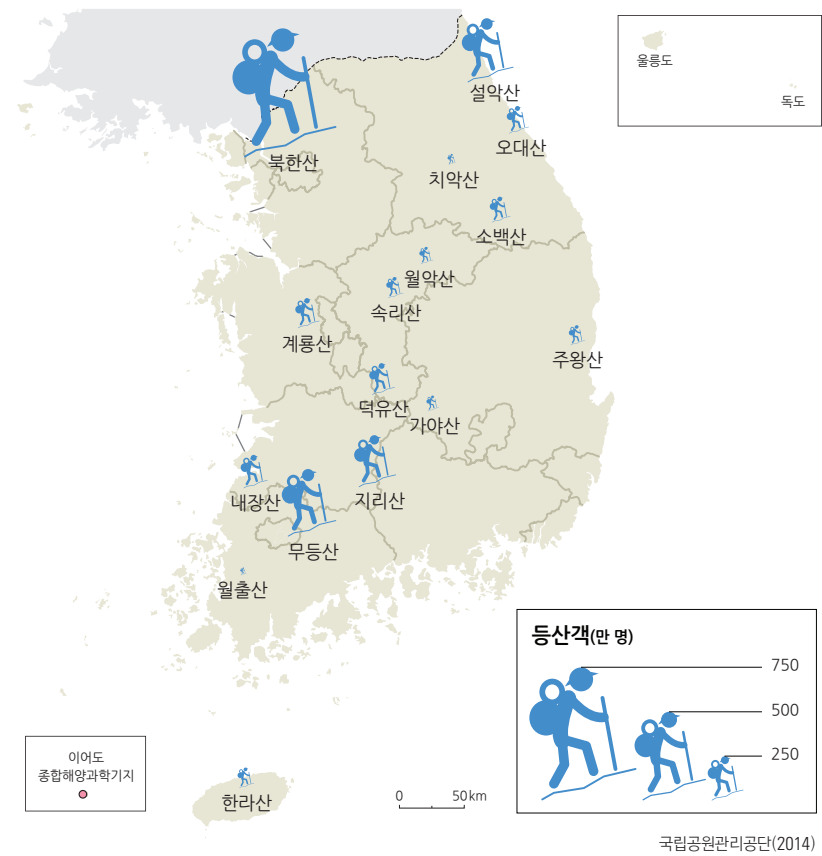 울릉도
독도
설악산
오대산
북한산
치악산
소백산
월악산
속리산
계룡산
주왕산
덕유산
가야산
내장산
지리산
무등산
월출산
한라산
이어도
종합해양과학기지
0 50km
등산객(만 명)
750
500
250
국립공원관리공단(2014)